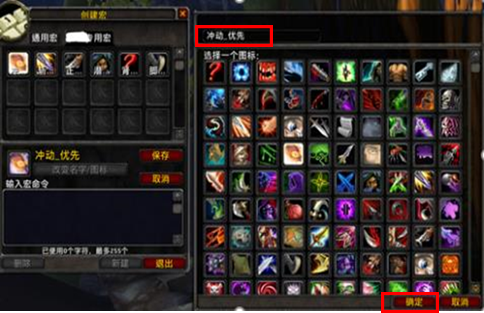 创建宏
通用宏 专用宏
冲动_优先
保存
改变名字/图标
取消
输入宏命令
已使用0个字符，最多255个
删除 新建 退出
冲动_优先
选择一个图标：
确定 取消